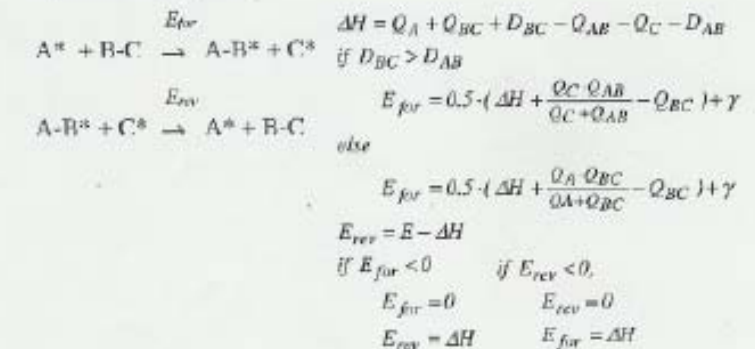 E_for
A* + B-C → A-B* + C*
E_rev
A-B* + C* → A* + B-C
ΔH = Q_A + Q_BC + D_BC − Q_AB − Q_C − D_AB
if D_BC > D_AB
E_for = 0.5·( ΔH + Q_C Q_AB / Q_C+Q_AB − Q_BC )+ γ
else
E_for = 0.5·( ΔH + Q_A Q_BC / QA+Q_BC − Q_BC )+ γ
E_rev = E − ΔH
if E_for <0 if E_rev <0,
E_for =0 E_rev =0
E_rev = ΔH E_for = ΔH